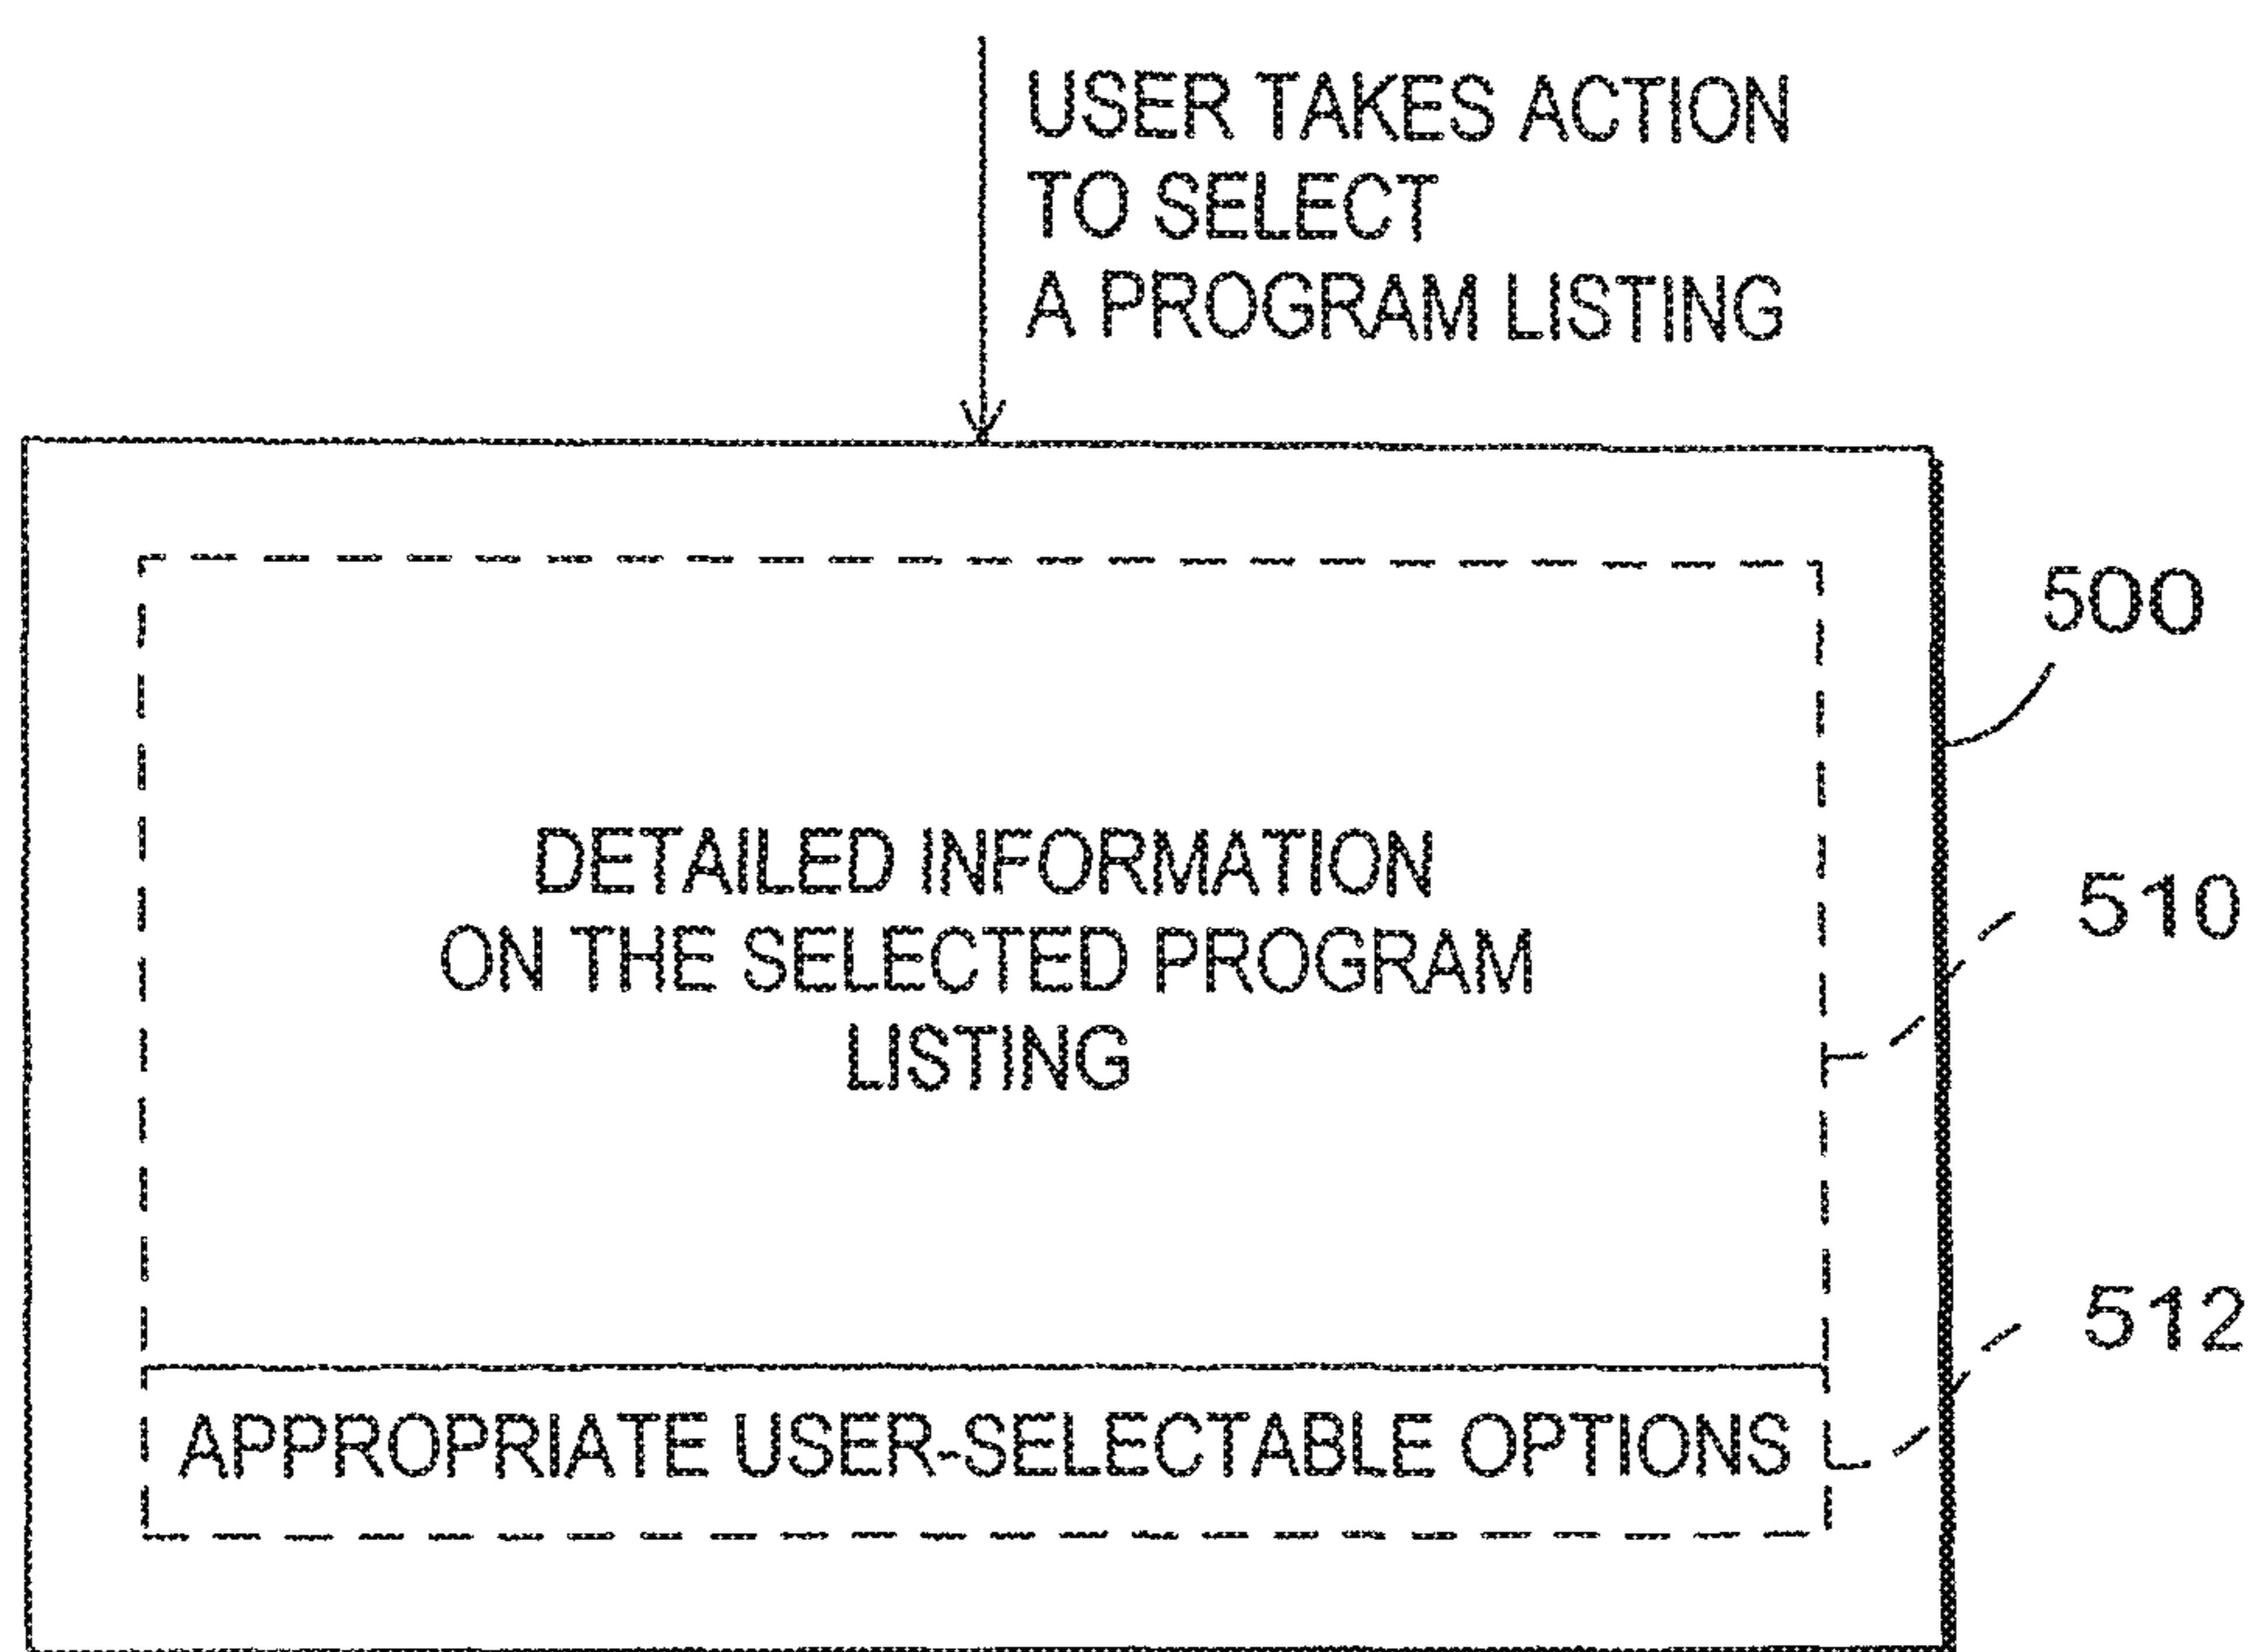 USER TAKES ACTION
TO SELECT
A PROGRAM LISTING
500
DETAILED INFORMATION
ON THE SELECTED PROGRAM
LISTING
510
APPROPRIATE USER-SELECTABLE OPTIONS
512